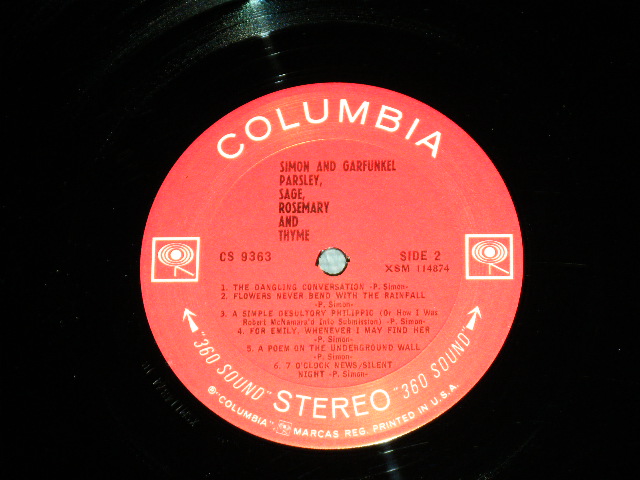 COLUMBIA
SIMON AND GARFUNKEL
PARSLEY,
SAGE,
ROSEMARY
AND
THYME
CS 9363
SIDE 2
XSM 114874
1. THE DANGLING CONVERSATION -P. Simon-
2. FLOWERS NEVER BEND WITH THE RAINFALL
-P. Simon-
3. A SIMPLE DESULTORY PHILIPPIC (Or How I Was
Robert McNamara'd Into Submission) -P. Simon-
4. FOR EMILY, WHENEVER I MAY FIND HER
-P. Simon-
5. A POEM ON THE UNDERGROUND WALL
-P. Simon-
6. 7 O'CLOCK NEWS/SILENT
NIGHT -P. Simon-
"360 SOUND" STEREO "360 SOUND"
® "COLUMBIA", MARCAS REG. PRINTED IN U.S.A.